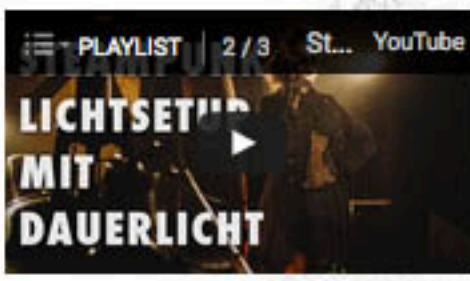 PLAYLIST 2/3 St... YouTube
STEAMPUNK
LICHTSETUP
MIT
DAUERLICHT